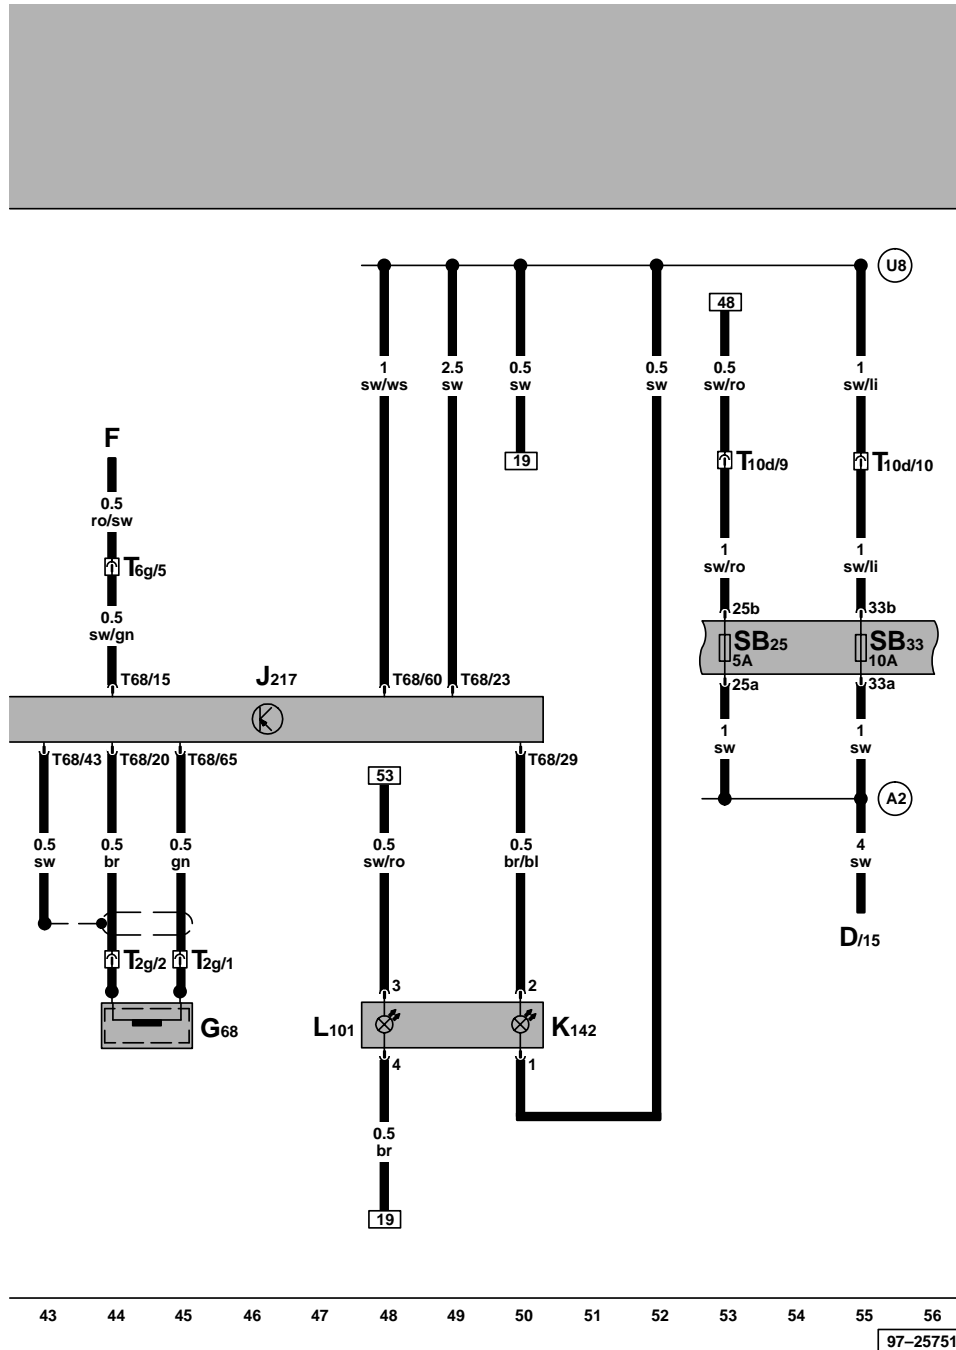 U8
48
1
sw/ws
2.5
sw
0.5
sw
0.5
sw
0.5
sw/ro
1
sw/li
F
19
T10d/9
T10d/10
0.5
ro/sw
T6g/5
1
sw/ro
1
sw/li
0.5
sw/gn
25b
33b
SB25
5A
SB33
10A
T68/15
J217
T68/60
T68/23
25a
33a
T68/43
T68/20
T68/65
53
T68/29
1
sw
1
sw
A2
0.5
sw
0.5
br
0.5
gn
0.5
sw/ro
0.5
br/bl
4
sw
D/15
T2g/2
T2g/1
3
2
G68
L101
K142
4
1
0.5
br
19
43 44 45 46 47 48 49 50 51 52 53 54 55 56
97–25751